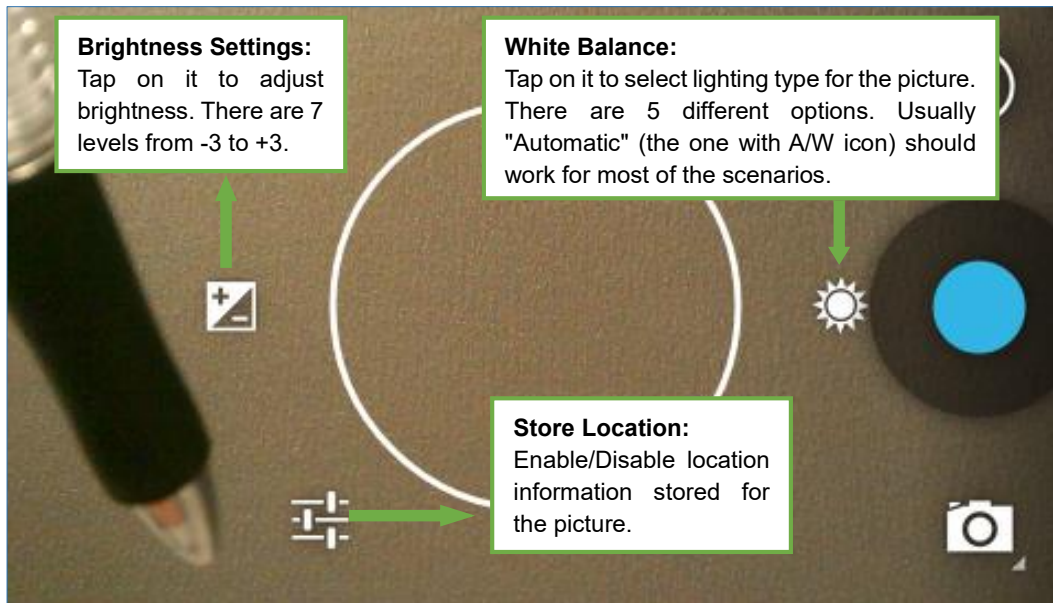 Brightness Settings:
Tap on it to adjust
brightness. There are 7
levels from -3 to +3.
White Balance:
Tap on it to select lighting type for the picture.
There are 5 different options. Usually
"Automatic" (the one with A/W icon) should
work for most of the scenarios.
Store Location:
Enable/Disable location
information stored for
the picture.